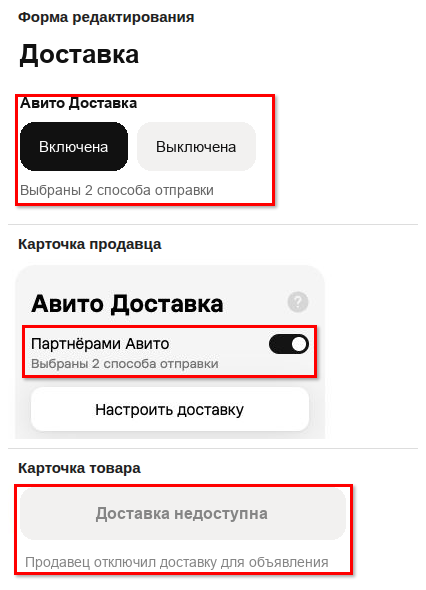 Форма редактирования
Доставка
Авито Доставка
Включена
Выключена
Выбраны 2 способа отправки
Карточка продавца
Авито Доставка
?
Партнёрами Авито
Выбраны 2 способа отправки
Настроить доставку
Карточка товара
Доставка недоступна
Продавец отключил доставку для объявления